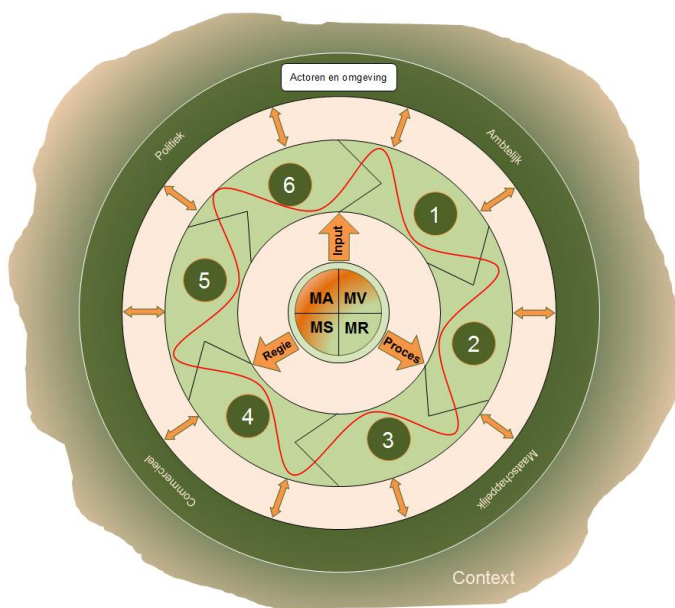 Actoren en omgeving
Politiek
Ambtelijk
6
1
Input
5
MA
MV
MS
MR
2
Regie
Proces
4
3
Commercieel
Maatschappelijk
Context